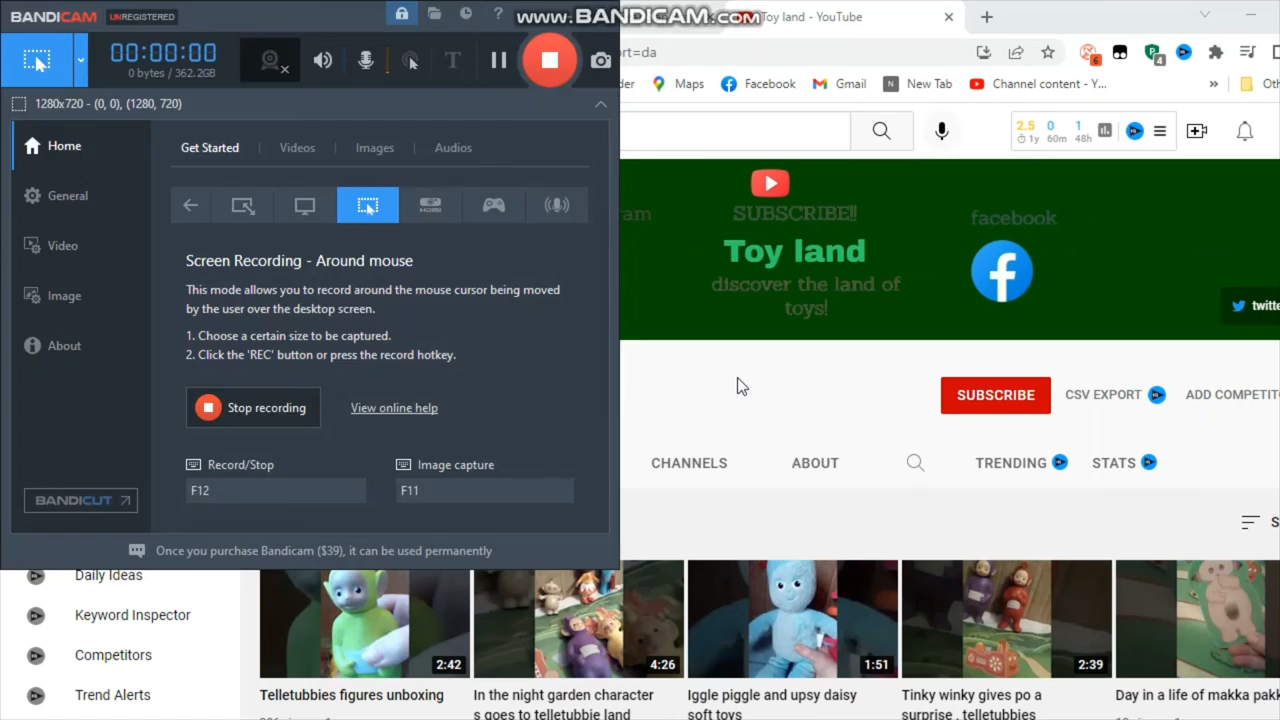 BANDICAM UNREGISTERED
?
www.BANDICAM.com
Toy land - YouTube
00:00:00
0 bytes / 362.2GB
T
ort=da
6
4
der
Maps
Facebook
Gmail
N New Tab
Channel content - Y...
»
Oth
1280x720 - (0, 0), (1280, 720)
2.5 0 1
1y 60m 48h
Home
General
Video
Image
About
Get Started
Videos
Images
Audios
HDMI
Screen Recording - Around mouse
This mode allows you to record around the mouse cursor being moved
by the user over the desktop screen.
1. Choose a certain size to be captured.
2. Click the 'REC' button or press the record hotkey.
Stop recording
View online help
Record/Stop
Image capture
F12
F11
BANDICUT
Once you purchase Bandicam ($39), it can be used permanently
ram
SUBSCRIBE!!
Toy land
discover the land of
toys!
facebook
twitte
SUBSCRIBE
CSV EXPORT
ADD COMPETIT
CHANNELS
ABOUT
TRENDING
STATS
S
Daily Ideas
Keyword Inspector
Competitors
Trend Alerts
2:42
4:26
1:51
2:39
Telletubbies figures unboxing
In the night garden character
s goes to telletubbie land
Iggle piggle and upsy daisy
soft toys
Tinky winky gives po a
surprise , telletubbies
Day in a life of makka pakk